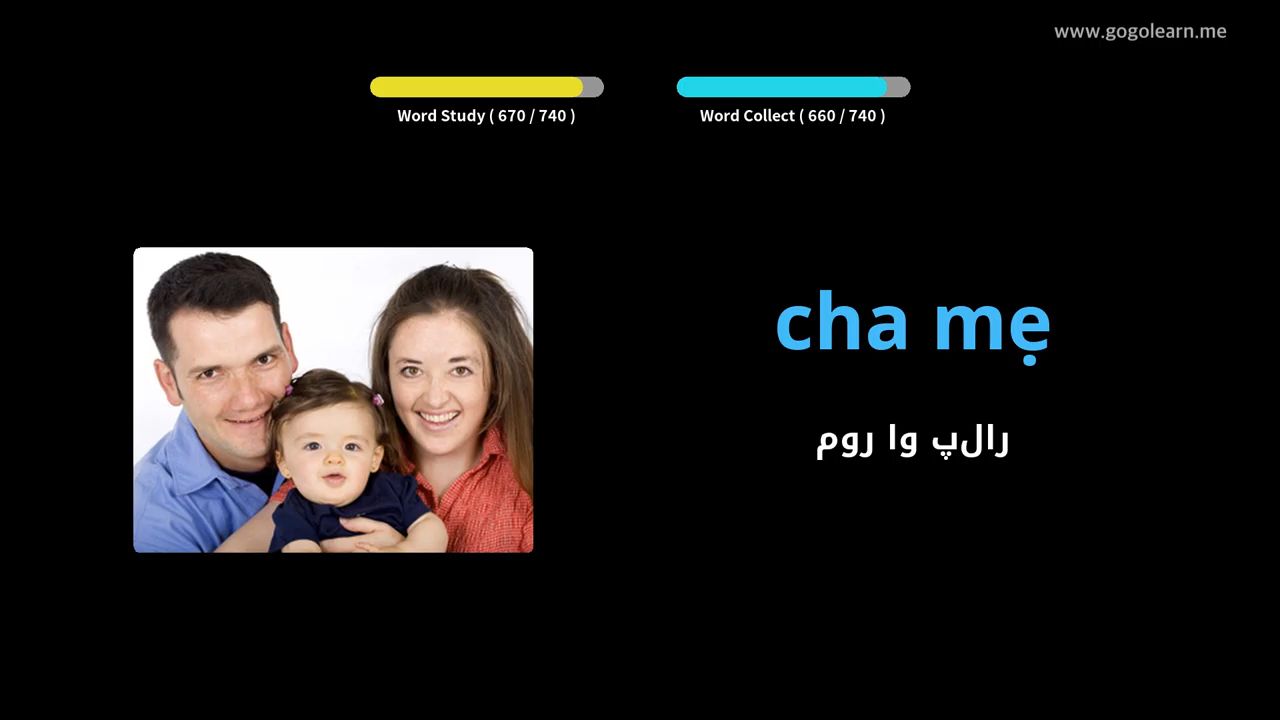 www.gogolearn.me
Word Study ( 670 / 740 )
Word Collect ( 660 / 740 )
cha mẹ
رالپ وا روم